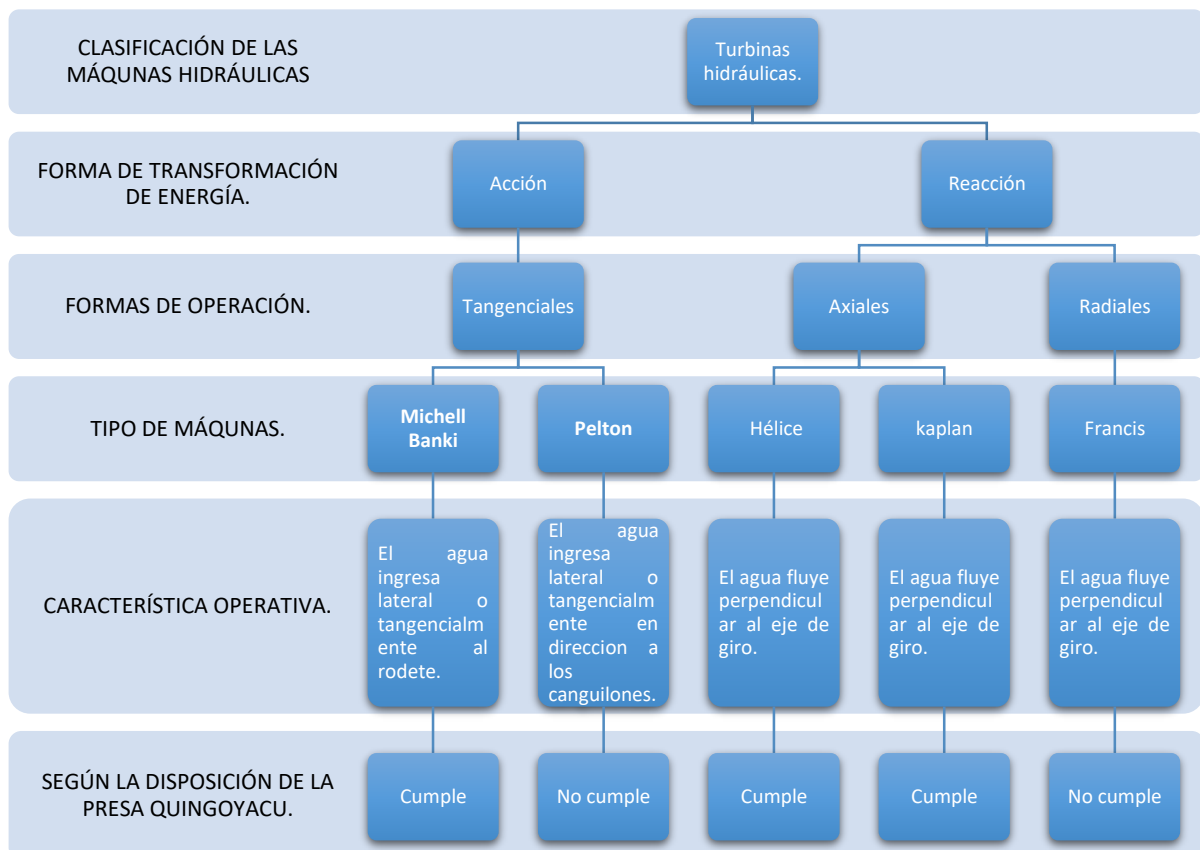 CLASIFICACIÓN DE LAS
MÁQUNAS HIDRÁULICAS
Turbinas
hidráulicas.
FORMA DE TRANSFORMACIÓN
DE ENERGÍA.
Acción
Reacción
FORMAS DE OPERACIÓN.
Tangenciales
Axiales
Radiales
TIPO DE MÁQUNAS.
Michell
Banki
Pelton
Hélice
kaplan
Francis
CARACTERÍSTICA OPERATIVA.
El agua
ingresa
lateral o
tangencialm
ente al
rodete.
El agua
ingresa
lateral o
tangencialm
ente en
direccion a
los
canguilones.
El agua fluye
perpendicul
ar al eje de
giro.
El agua fluye
perpendicul
ar al eje de
giro.
El agua fluye
perpendicul
ar al eje de
giro.
SEGÚN LA DISPOSICIÓN DE LA
PRESA QUINGOYACU.
Cumple
No cumple
Cumple
Cumple
No cumple